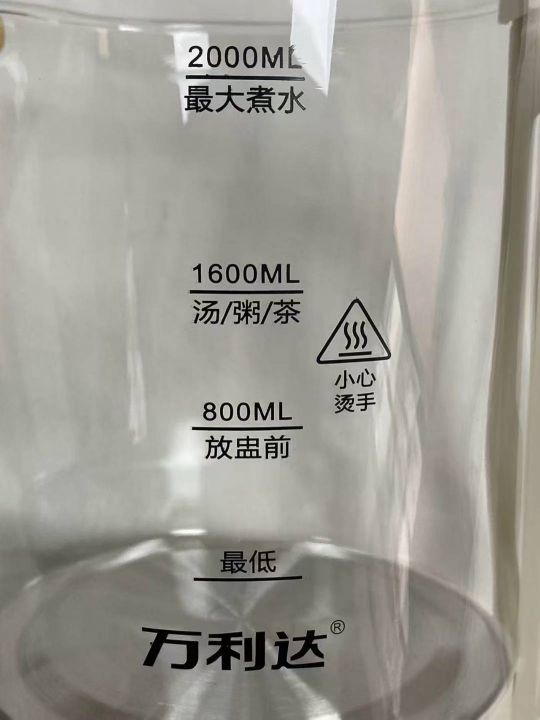 2000ML
最大煮水
1600ML
汤/粥/茶
小心
烫手
800ML
放盅前
最低
万利达®